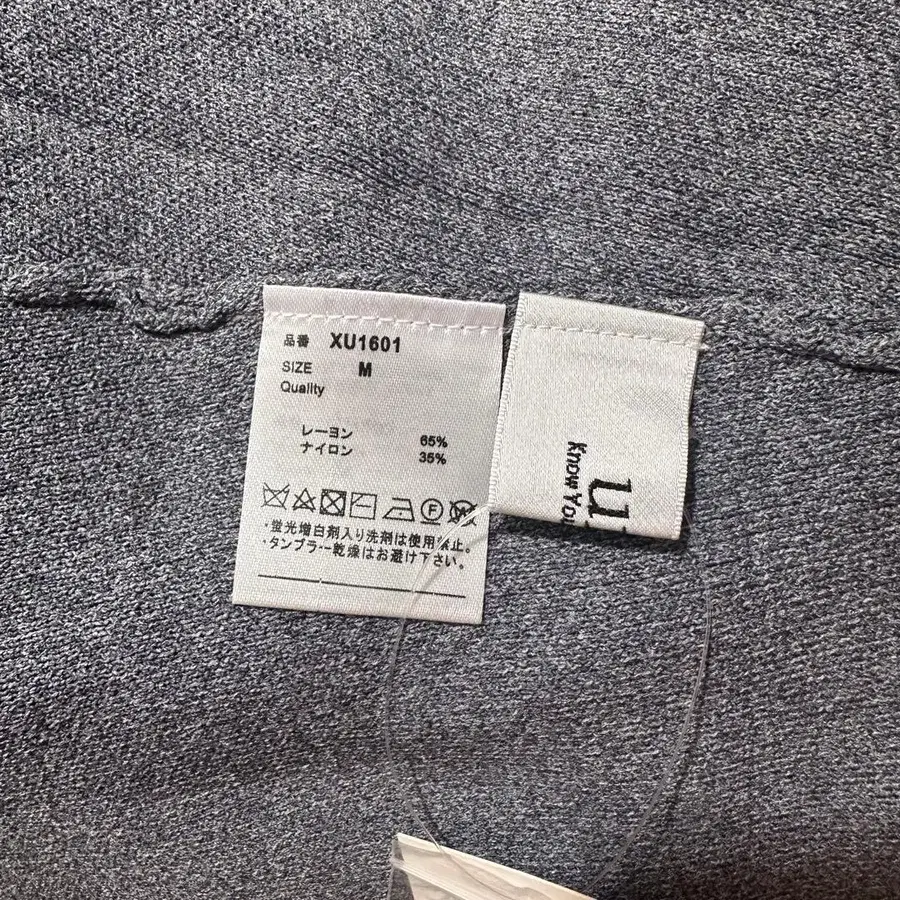 品番 XU1601
SIZE M
Quality
レーヨン 65%
ナイロン 35%
F
・蛍光増白剤入り洗剤は使用禁止。
・タンブラー乾燥はお避け下さい。
Know You